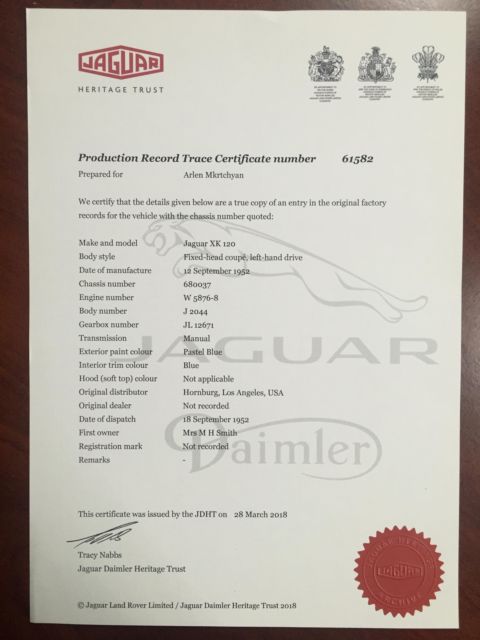 JAGUAR
HERITAGE TRUST
Production Record Trace Certificate number 61582
Prepared for Arlen Mkrtchyan
We certify that the details given below are a true copy of an entry in the original factory
records for the vehicle with the chassis number quoted:
Make and model Jaguar XK 120
Body style Fixed-head coupé, left-hand drive
Date of manufacture 12 September 1952
Chassis number 680037
Engine number W 5876-8
Body number J 2044
Gearbox number JL 12671
Transmission Manual
JAGUAR
Exterior paint colour Pastel Blue
Interior trim colour Blue
Hood (soft top) colour Not applicable
Original distributor Hornburg, Los Angeles, USA
Original dealer Not recorded
Date of dispatch 18 September 1952
First owner Mrs M H Smith
Registration mark Not recorded
Daimler
Remarks -
This certificate was issued by the JDHT on 28 March 2018
Tracy Nabbs
Jaguar Daimler Heritage Trust
JAGUAR HERITAGE
JAGUAR
ARCHIVE
© Jaguar Land Rover Limited / Jaguar Daimler Heritage Trust 2018